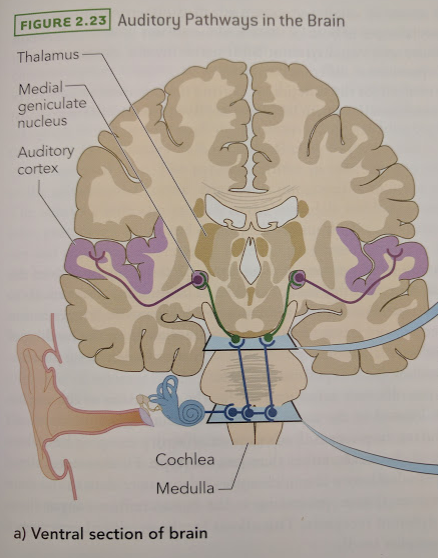 FIGURE 2.23 Auditory Pathways in the Brain
Thalamus
Medial
geniculate
nucleus
Auditory
cortex
Cochlea
Medulla
a) Ventral section of brain